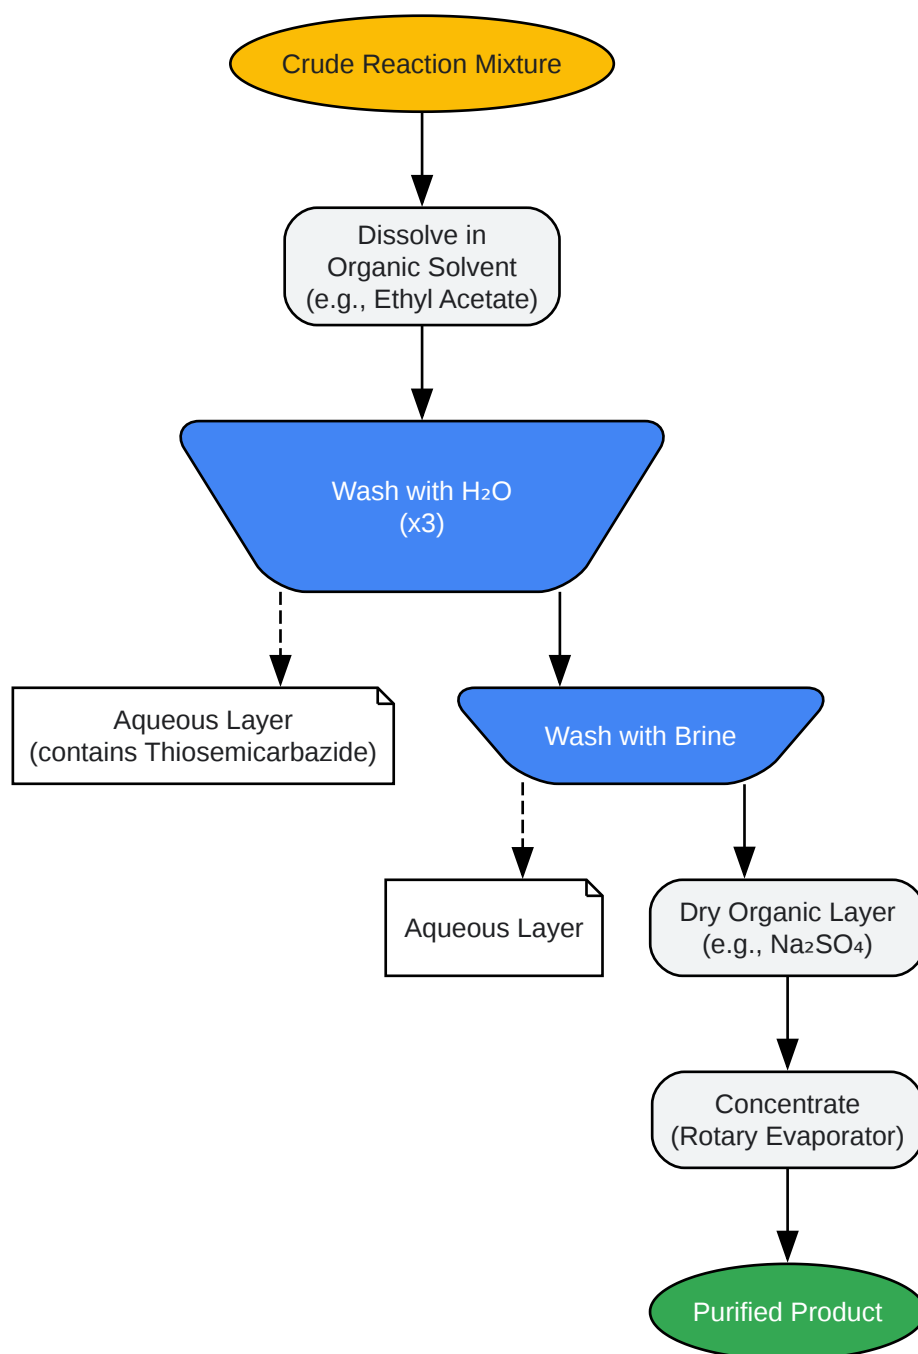 Crude Reaction Mixture
Dissolve in
Organic Solvent
(e.g., Ethyl Acetate)
Wash with H₂O
(x3)
Aqueous Layer
(contains Thiosemicarbazide)
Wash with Brine
Aqueous Layer
Dry Organic Layer
(e.g., Na₂SO₄)
Concentrate
(Rotary Evaporator)
Purified Product